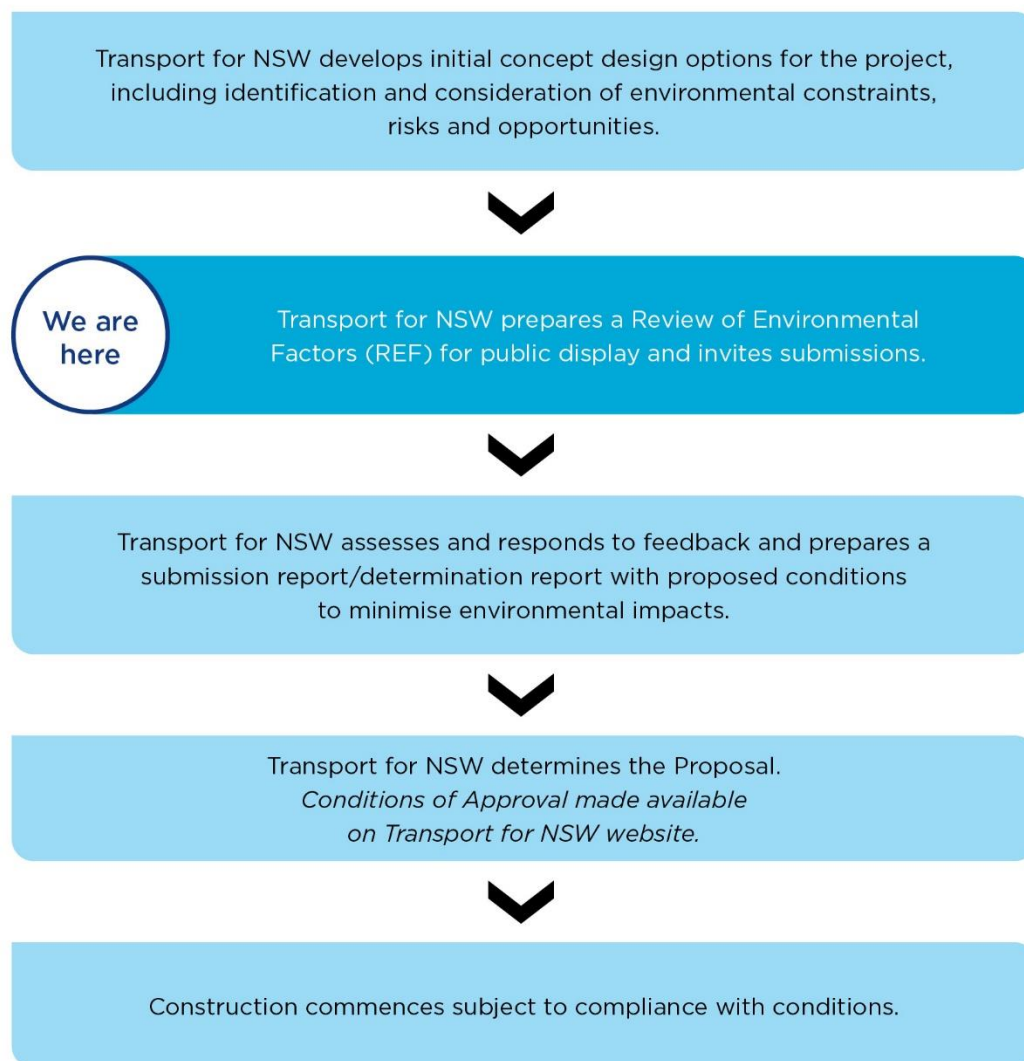 Transport for NSW develops initial concept design options for the project,
including identification and consideration of environmental constraints,
risks and opportunities.
We are
here
Transport for NSW prepares a Review of Environmental
Factors (REF) for public display and invites submissions.
Transport for NSW assesses and responds to feedback and prepares a
submission report/determination report with proposed conditions
to minimise environmental impacts.
Transport for NSW determines the Proposal.
Conditions of Approval made available
on Transport for NSW website.
Construction commences subject to compliance with conditions.